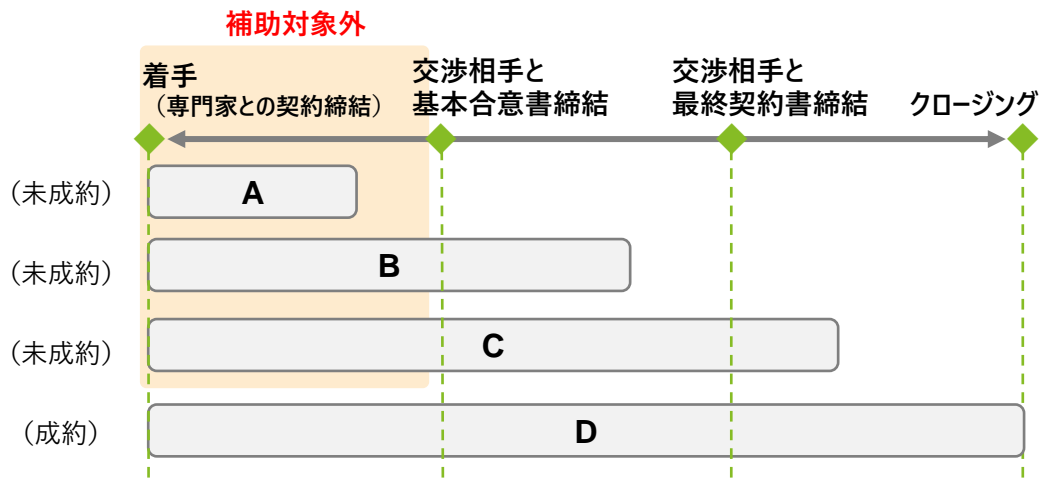 補助対象外
着手
（専門家との契約締結）
交渉相手と
基本合意書締結
交渉相手と
最終契約書締結
クロージング
（未成約）
A
（未成約）
B
（未成約）
C
（成約）
D